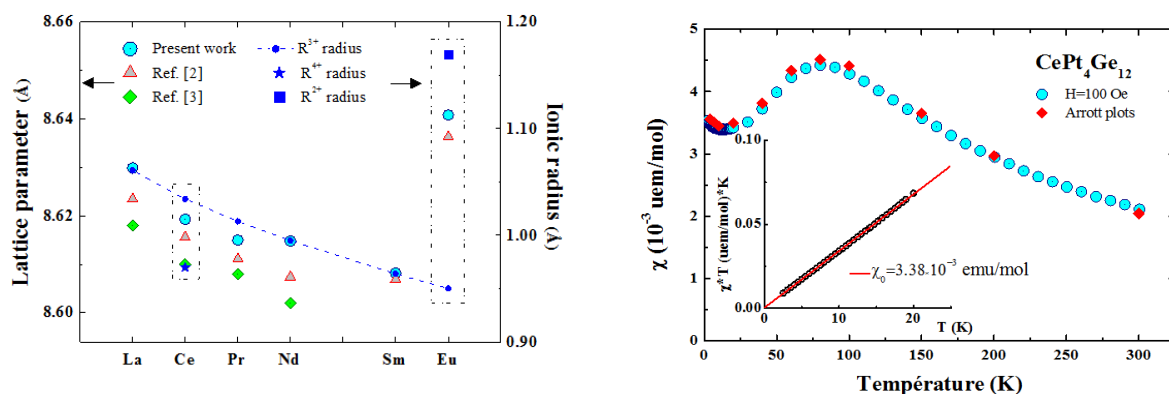 8.66
8.64
8.62
8.60
Lattice parameter (Å)
Present work
Ref. [2]
Ref. [3]
R³⁺ radius
R⁴⁺ radius
R²⁺ radius
1.20
1.10
1.00
0.90
Ionic radius (Å)
La Ce Pr Nd Sm Eu
5
4
3
2
1
0
χ (10⁻³ uem/mol)
CePt₄Ge₁₂
H=100 Oe
Arrott plots
0.10
0.05
0.00
χ*T (uem/mol)*K
χ₀=3.38·10⁻³ emu/mol
0 10 20
T (K)
0 50 100 150 200 250 300
Température (K)